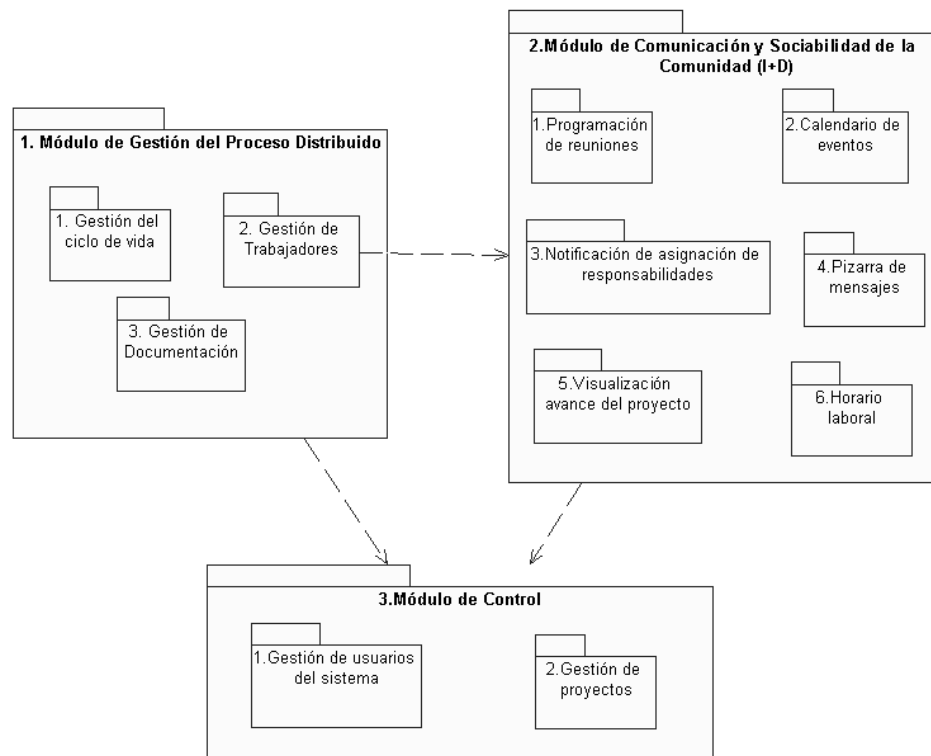 1. Módulo de Gestión del Proceso Distribuido
1. Gestión del
ciclo de vida
2. Gestión de
Trabajadores
3. Gestión de
Documentación
2.Módulo de Comunicación y Sociabilidad de la
Comunidad (I+D)
1.Programación
de reuniones
2.Calendario de
eventos
3.Notificación de asignación de
responsabilidades
4.Pizarra de
mensajes
5.Visualización
avance del proyecto
6.Horario
laboral
3.Módulo de Control
1.Gestión de usuarios
del sistema
2.Gestión de
proyectos